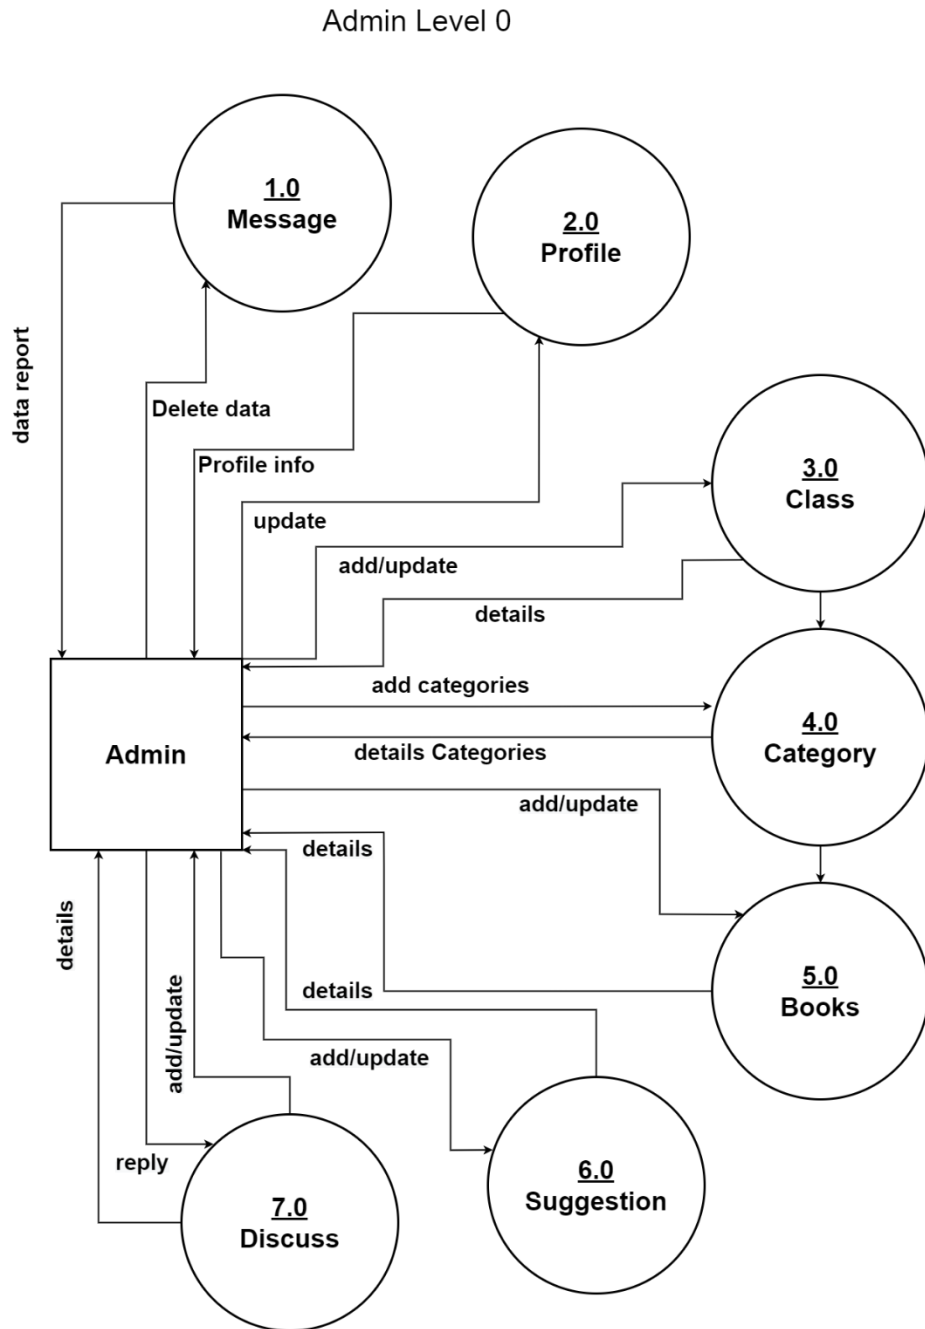 Admin Level 0
1.0
Message
2.0
Profile
data report
Delete data
Profile info
update
3.0
Class
add/update
details
add categories
4.0
Category
Admin
details Categories
add/update
details
details
5.0
Books
details
add/update
add/update
reply
6.0
Suggestion
7.0
Discuss